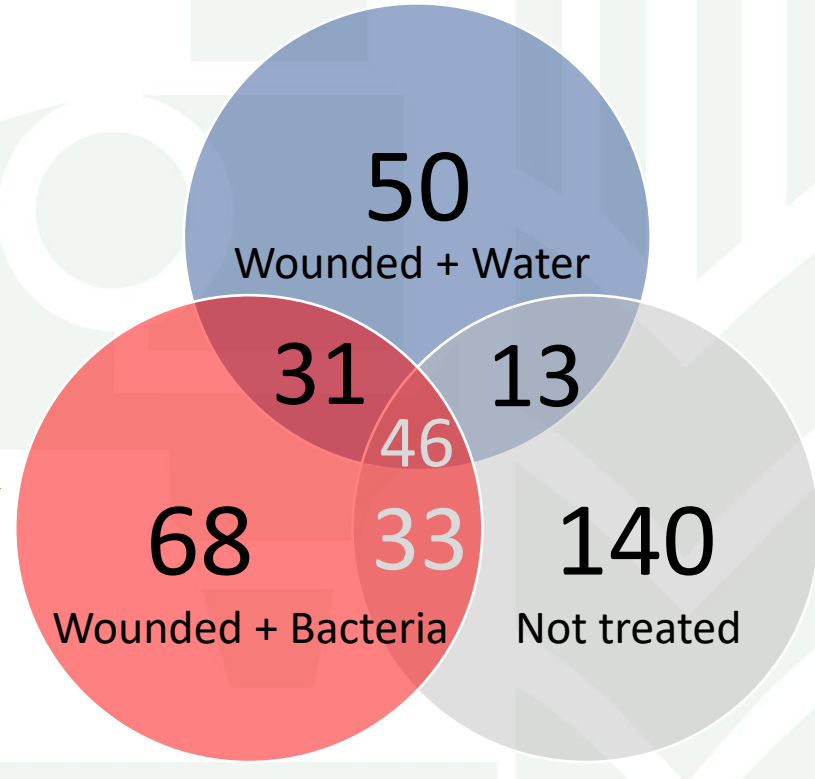 50
Wounded + Water
31
13
46
68
33
140
Wounded + Bacteria
Not treated